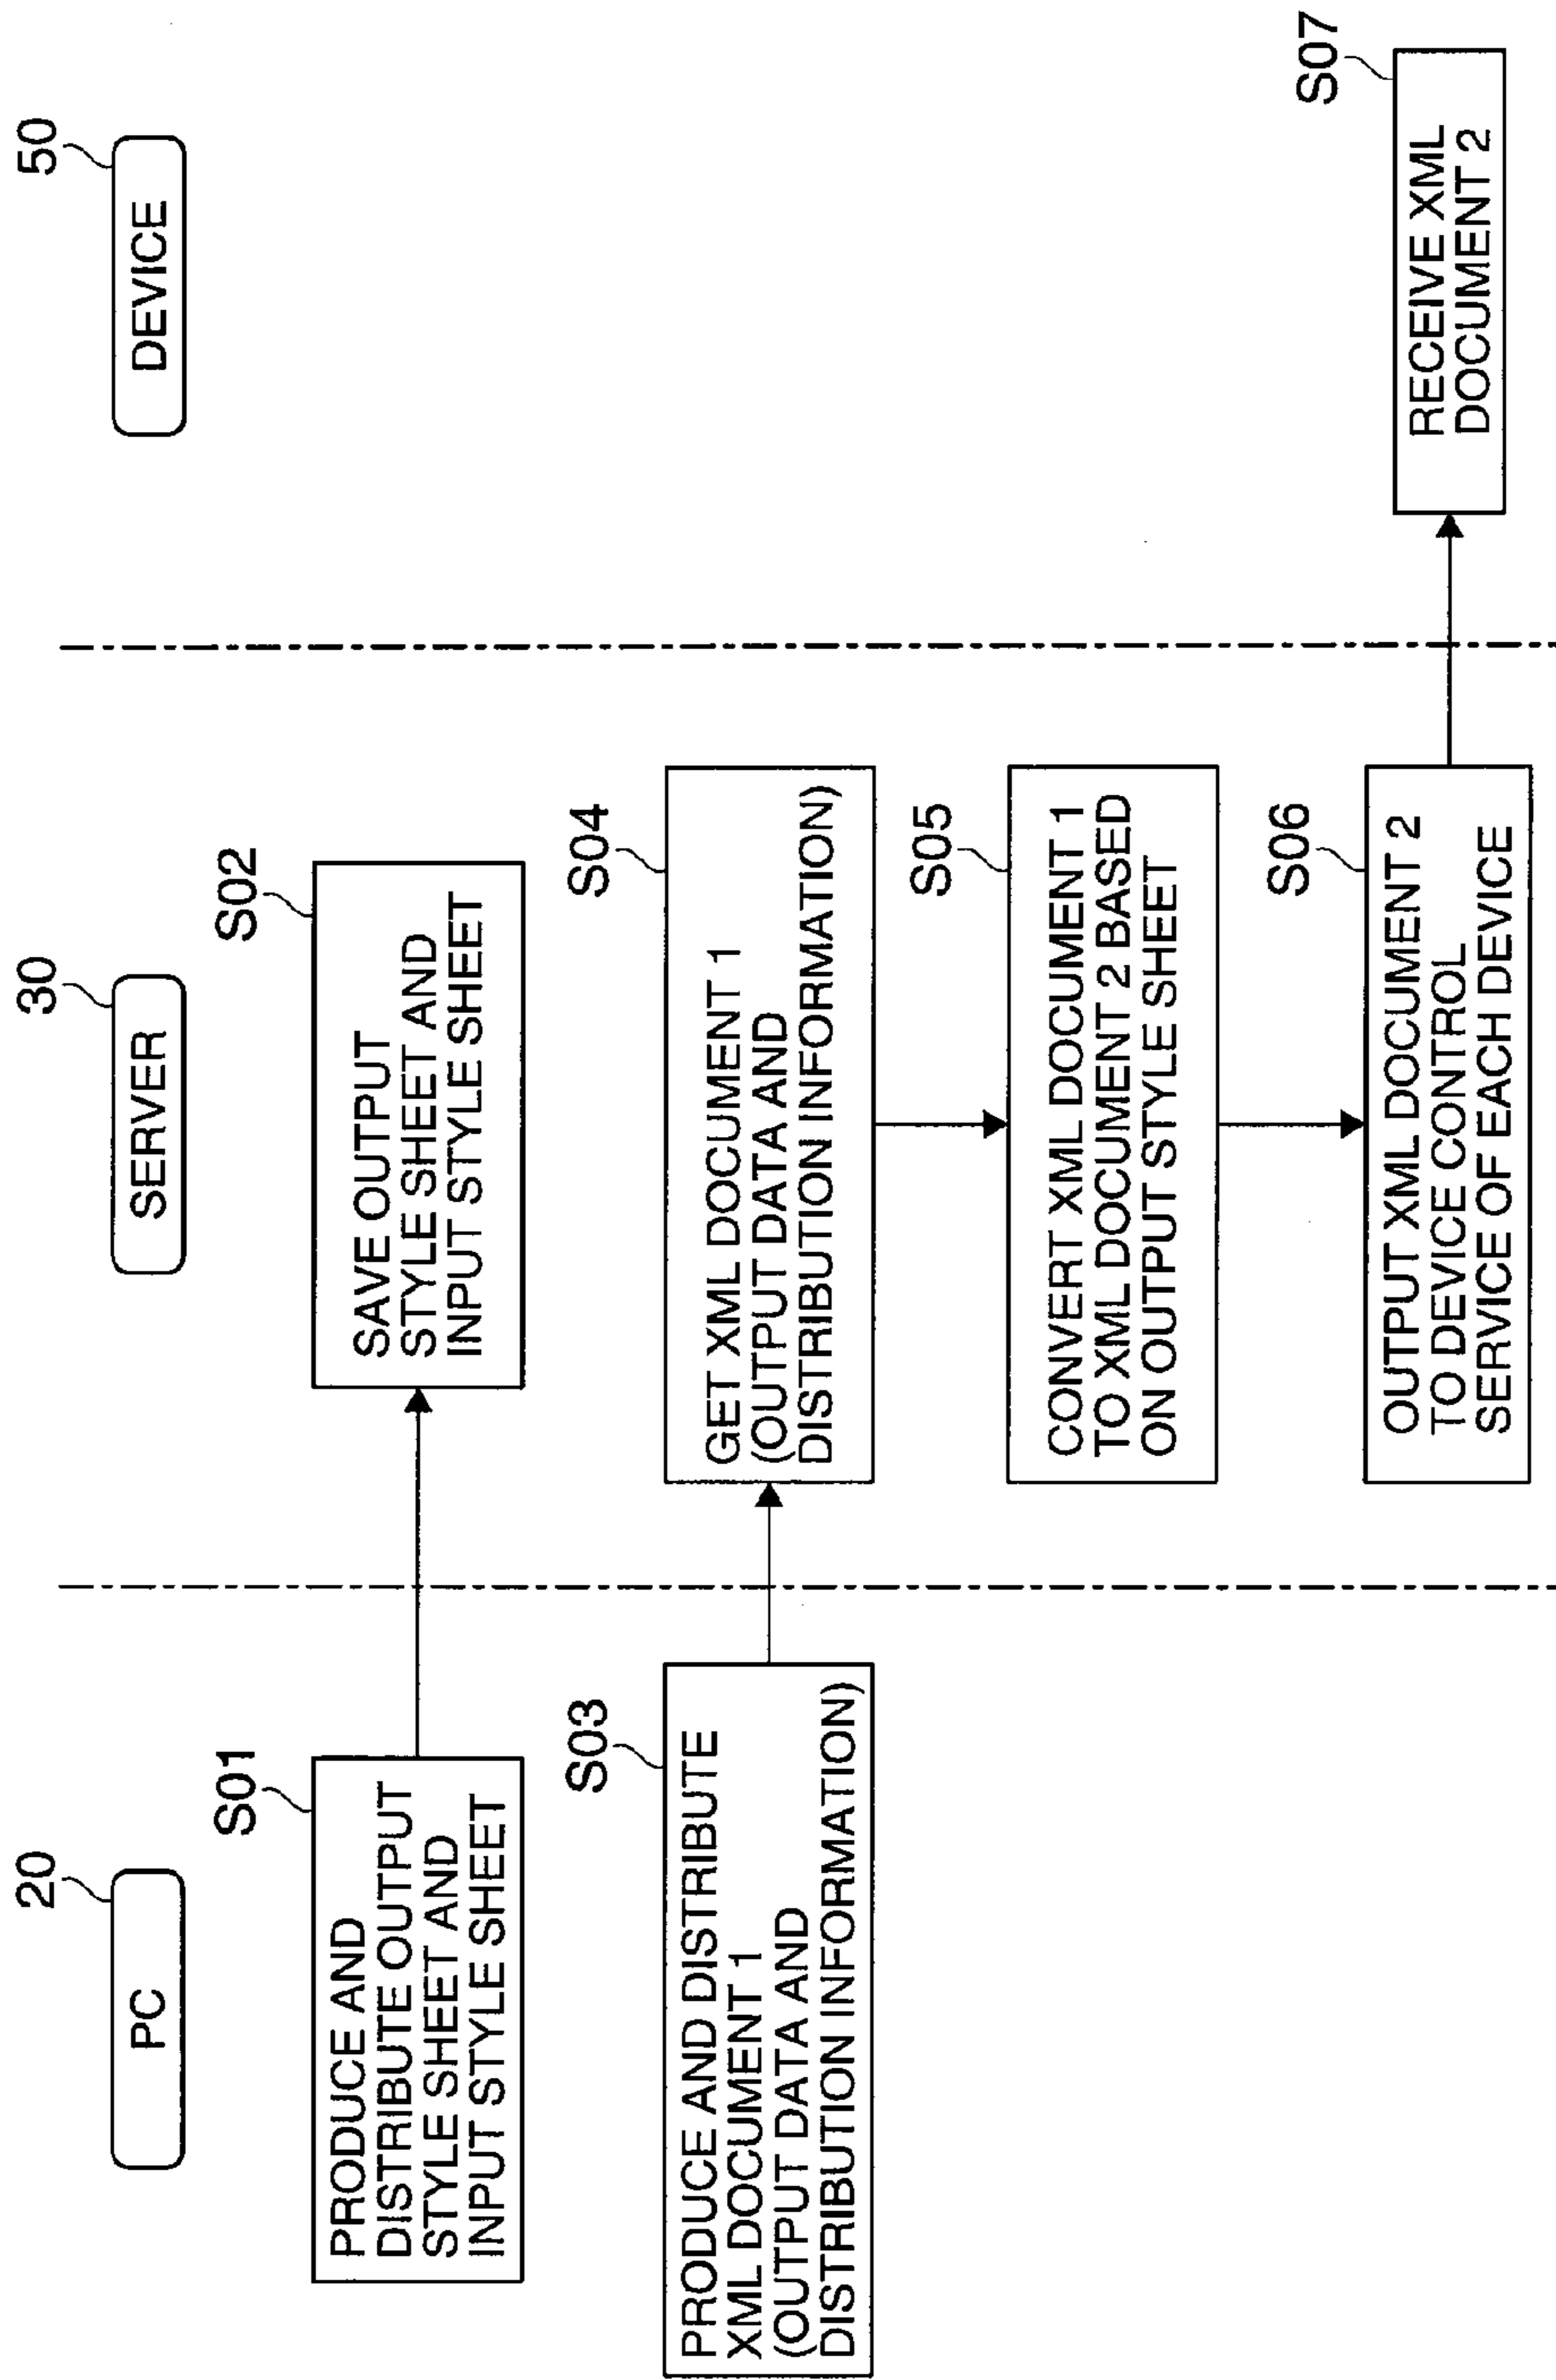 20
PC
30
SERVER
50
DEVICE
S01
PRODUCE AND
DISTRIBUTE OUTPUT
STYLE SHEET AND
INPUT STYLE SHEET
S02
SAVE OUTPUT
STYLE SHEET AND
INPUT STYLE SHEET
S03
PRODUCE AND DISTRIBUTE
XML DOCUMENT 1
(OUTPUT DATA AND
DISTRIBUTION INFORMATION)
S04
GET XML DOCUMENT 1
(OUTPUT DATA AND
DISTRIBUTION INFORMATION)
S05
CONVERT XML DOCUMENT 1
TO XML DOCUMENT 2 BASED
ON OUTPUT STYLE SHEET
S06
OUTPUT XML DOCUMENT 2
TO DEVICE CONTROL
SERVICE OF EACH DEVICE
S07
RECEIVE XML
DOCUMENT 2